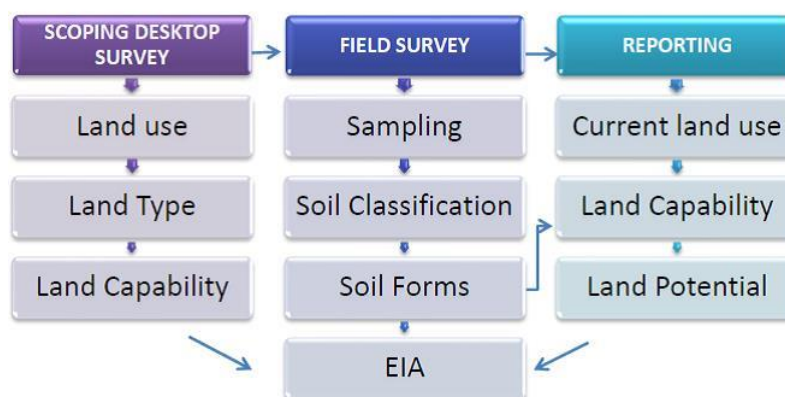 SCOPING DESKTOP
SURVEY
Land use
Land Type
Land Capability
FIELD SURVEY
Sampling
Soil Classification
Soil Forms
EIA
REPORTING
Current land use
Land Capability
Land Potential